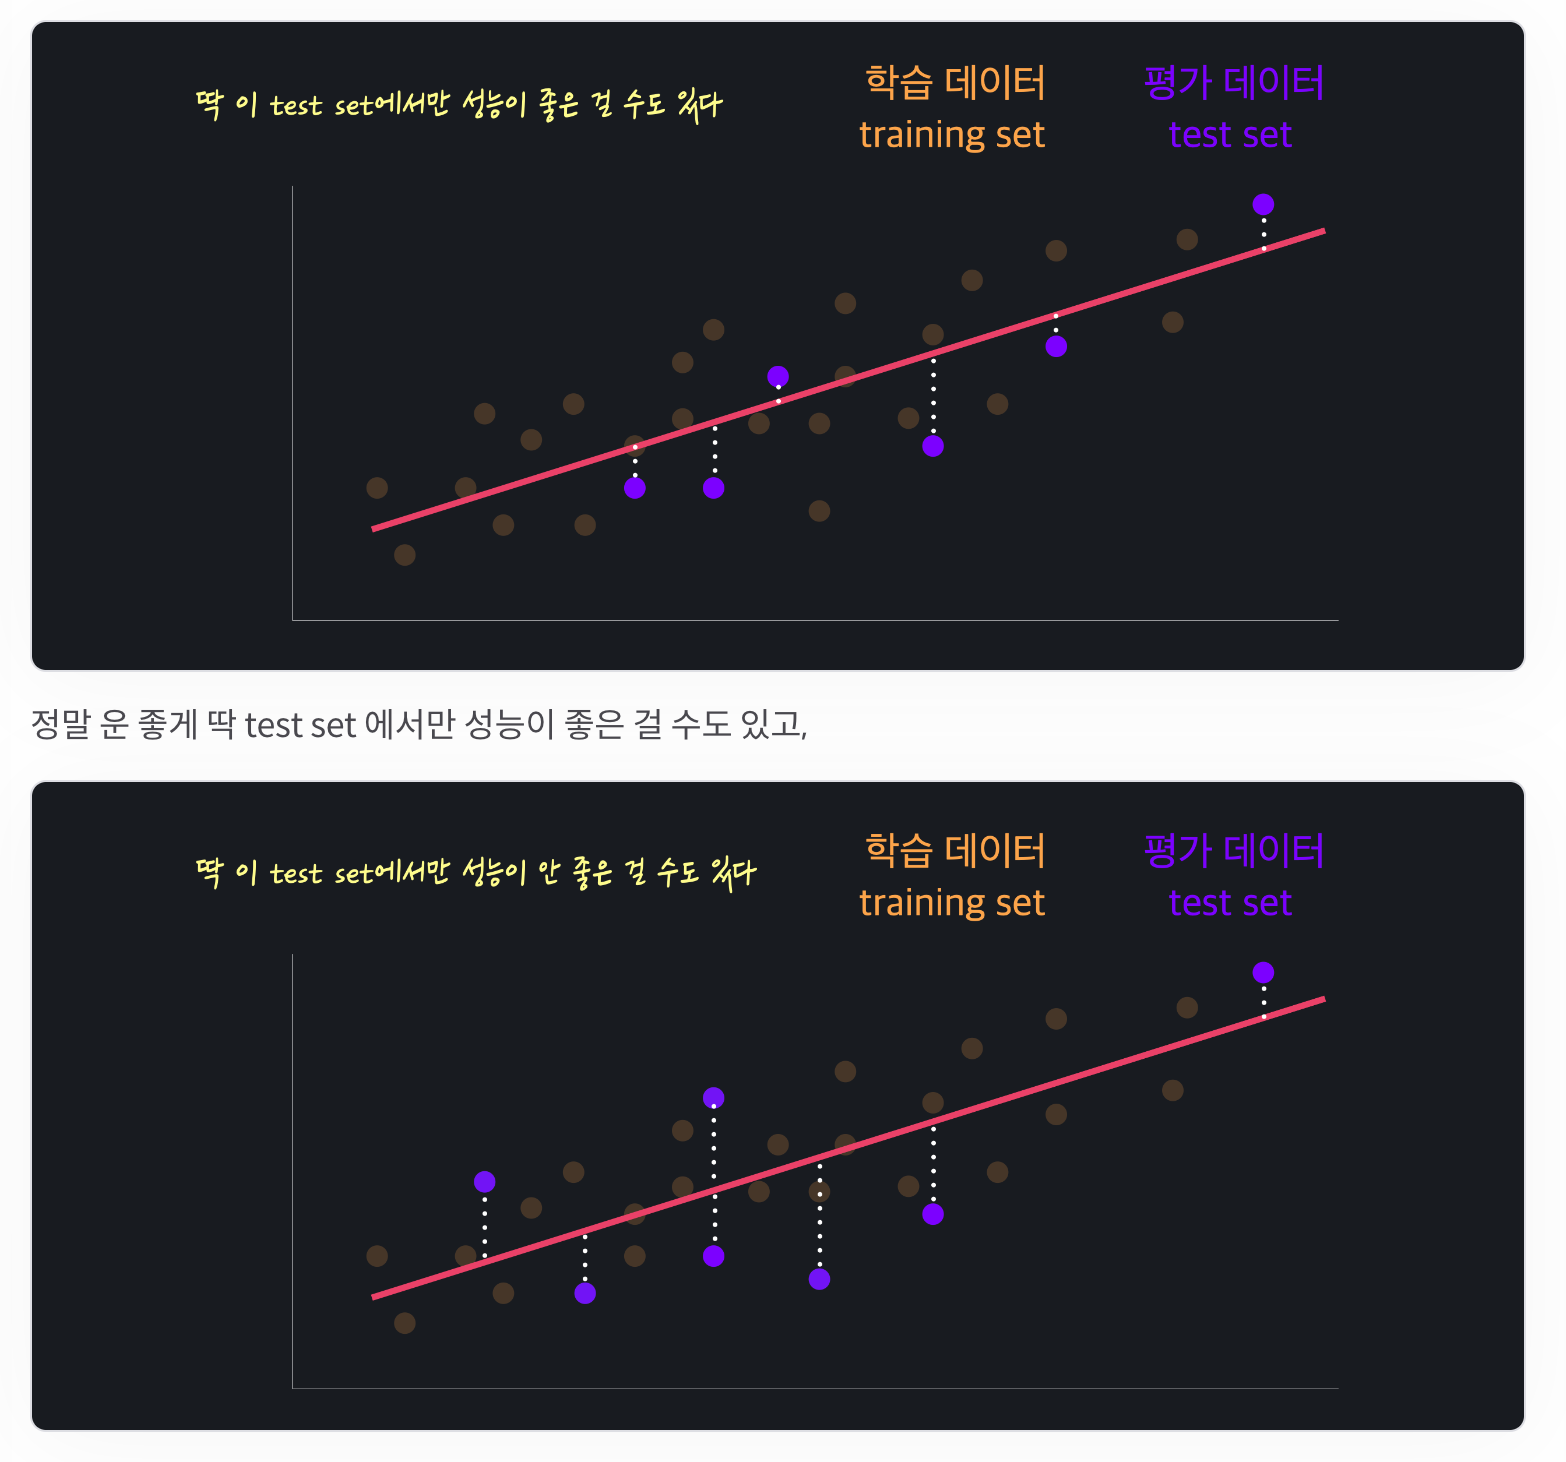 딱 이 test set에서만 성능이 좋은 걸 수도 있다
학습 데이터
training set
평가 데이터
test set
정말 운 좋게 딱 test set 에서만 성능이 좋은 걸 수도 있고,
딱 이 test set에서만 성능이 안 좋은 걸 수도 있다
학습 데이터
training set
평가 데이터
test set